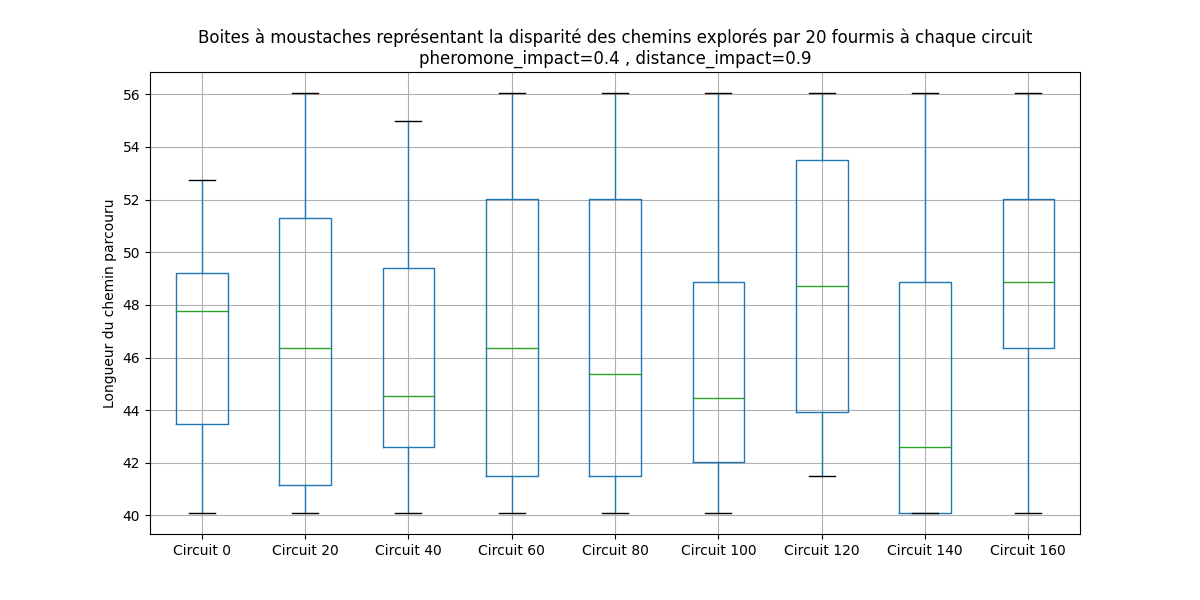 Boites à moustaches représentant la disparité des chemins explorés par 20 fourmis à chaque circuit
pheromone_impact=0.4 , distance_impact=0.9
Longueur du chemin parcouru
56
54
52
50
48
46
44
42
40
Circuit 0
Circuit 20
Circuit 40
Circuit 60
Circuit 80
Circuit 100
Circuit 120
Circuit 140
Circuit 160